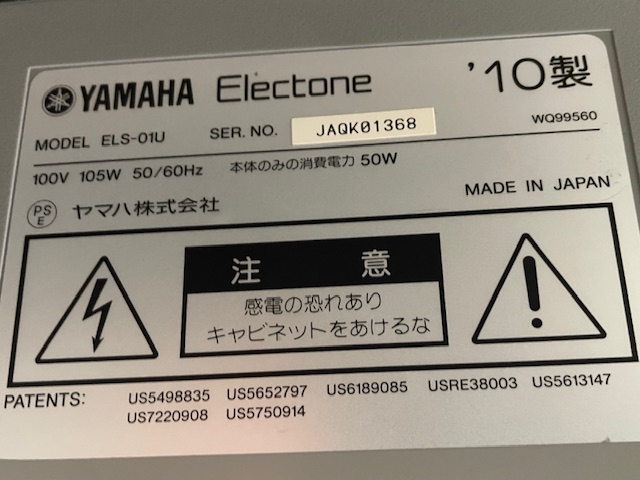 YAMAHA Electone '10製
MODEL ELS-01U SER. NO. JAQK01368 WQ99560
100V 105W 50/60Hz 本体のみの消費電力 50W
PSE ヤマハ株式会社 MADE IN JAPAN
注意
感電の恐れあり
キャビネットをあけるな
PATENTS: US5498835 US5652797 US6189085 USRE38003 US5613147
US7220908 US5750914